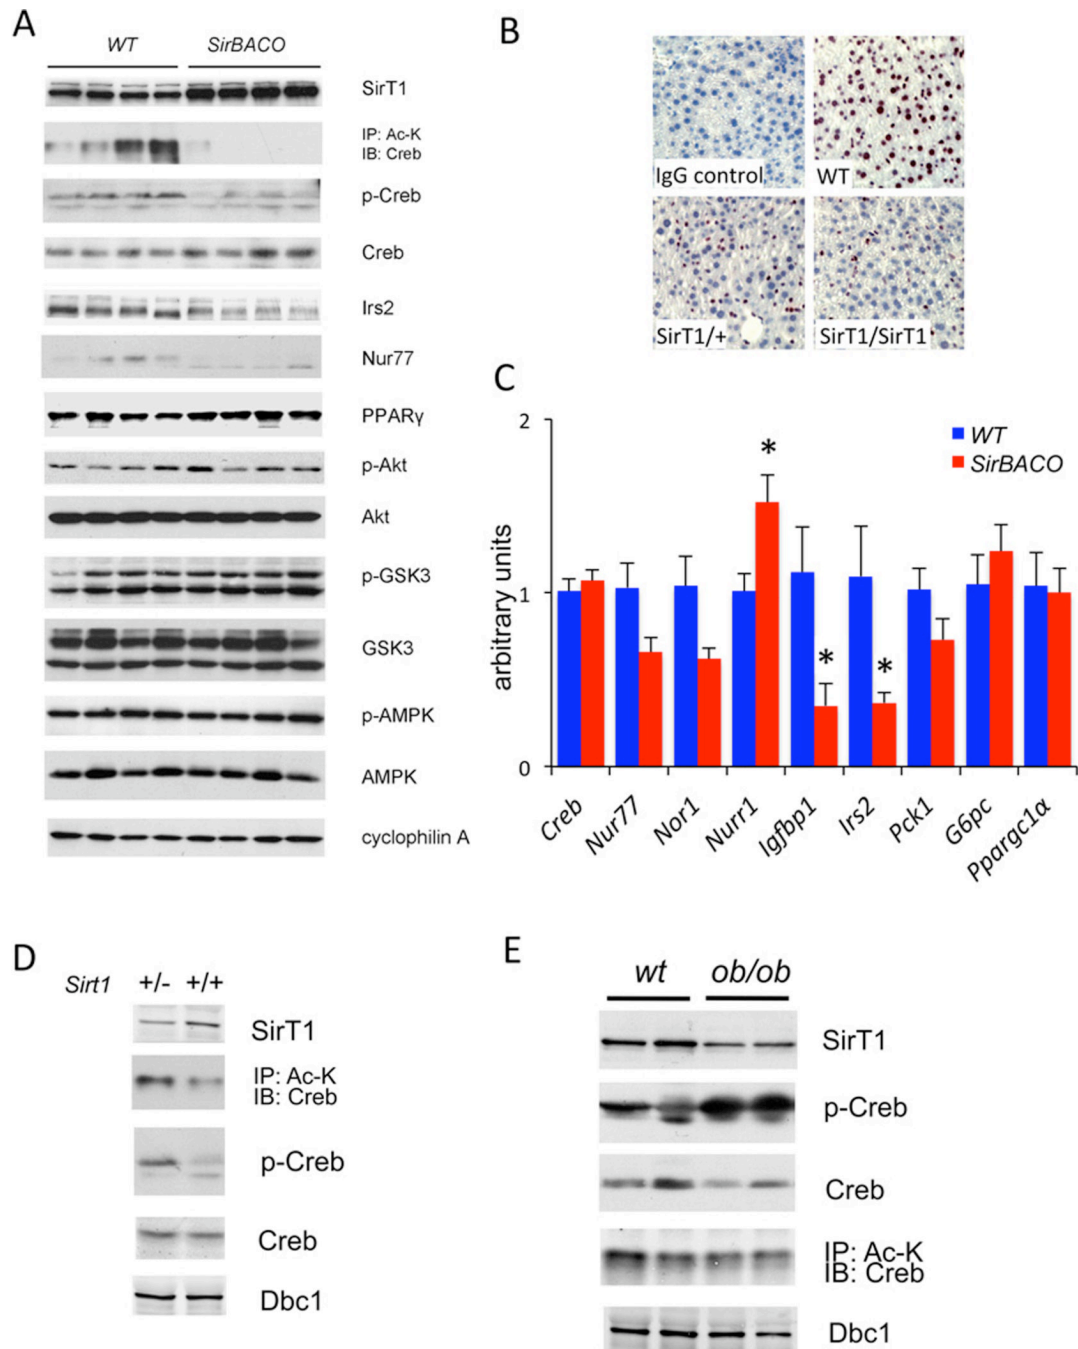 A
WT SirBACO
SirT1
IP: Ac-K
IB: Creb
p-Creb
Creb
Irs2
Nur77
PPARγ
p-Akt
Akt
p-GSK3
GSK3
p-AMPK
AMPK
cyclophilin A
B
IgG control WT
SirT1/+ SirT1/SirT1
C
2
1
0
arbitrary units
WT
SirBACO
*
* *
Creb Nur77 Nor1 Nurr1 Igfbp1 Irs2 Pck1 G6pc Ppargc1α
D
Sirt1 +/- +/+
SirT1
IP: Ac-K
IB: Creb
p-Creb
Creb
Dbc1
E
wt ob/ob
SirT1
p-Creb
Creb
IP: Ac-K
IB: Creb
Dbc1